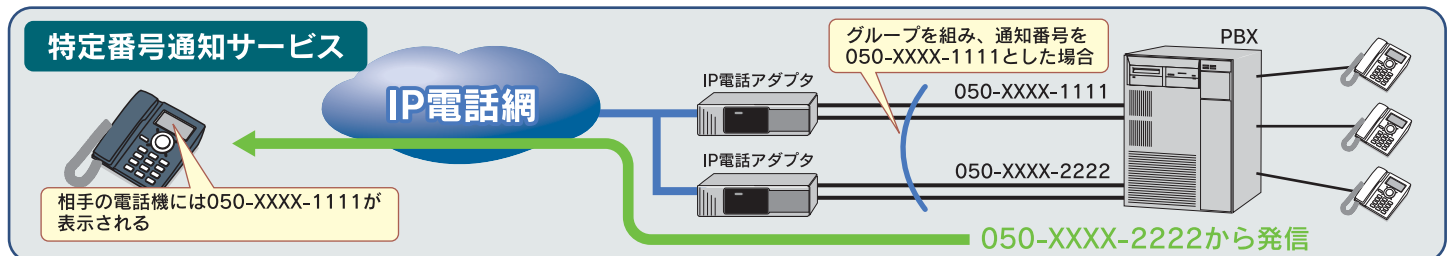 特定番号通知サービス
IP電話網
相手の電話機には050-XXXX-1111が
表示される
IP電話アダプタ
IP電話アダプタ
グループを組み、通知番号を
050-XXXX-1111とした場合
050-XXXX-1111
050-XXXX-2222
PBX
050-XXXX-2222から発信